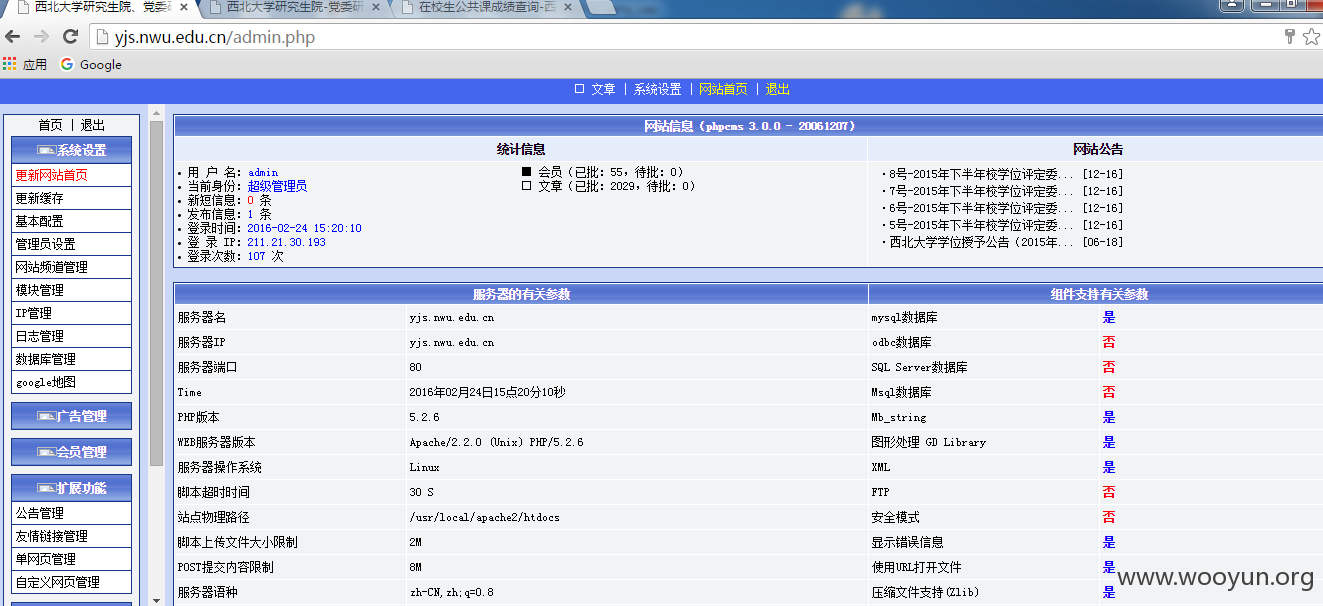 西北大学研究生院、党委研
西北大学研究生院-党委研
在校生公共课成绩查询-西
yjs.nwu.edu.cn/admin.php
应用 Google
文章 | 系统设置 | 网站首页 | 退出
首页 | 退出
系统设置
更新网站首页
更新缓存
基本配置
管理员设置
网站频道管理
模块管理
IP管理
日志管理
数据库管理
google地图
广告管理
会员管理
扩展功能
公告管理
友情链接管理
单网页管理
自定义网页管理
网站信息（phpcms 3.0.0 - 20061207）
统计信息 网站公告
· 用 户 名：admin
· 当前身份：超级管理员
· 新短信息：0 条
· 发布信息：1 条
· 登录时间：2016-02-24 15:20:10
· 登 录 IP：211.21.30.193
· 登录次数：107 次
■ 会员（已批：55，待批：0）
□ 文章（已批：2029，待批：0）
·8号-2015年下半年校学位评定委... [12-16]
·7号-2015年下半年校学位评定委... [12-16]
·6号-2015年下半年校学位评定委... [12-16]
·5号-2015年下半年校学位评定委... [12-16]
·西北大学学位授予公告（2015年... [06-18]
服务器的有关参数 组件支持有关参数
服务器名 yjs.nwu.edu.cn mysql数据库 是
服务器IP yjs.nwu.edu.cn odbc数据库 否
服务器端口 80 SQL Server数据库 否
Time 2016年02月24日15点20分10秒 Msql数据库 否
PHP版本 5.2.6 Mb_string 是
WEB服务器版本 Apache/2.2.0 (Unix) PHP/5.2.6 图形处理 GD Library 是
服务器操作系统 Linux XML 是
脚本超时时间 30 S FTP 否
站点物理路径 /usr/local/apache2/htdocs 安全模式 否
脚本上传文件大小限制 2M 显示错误信息 是
POST提交内容限制 8M 使用URL打开文件 是
服务器语种 zh-CN,zh;q=0.8 压缩文件支持(Zlib) 是
www.wooyun.org